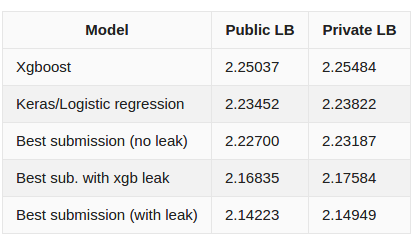 Model Public LB Private LB
Xgboost 2.25037 2.25484
Keras/Logistic regression 2.23452 2.23822
Best submission (no leak) 2.22700 2.23187
Best sub. with xgb leak 2.16835 2.17584
Best submission (with leak) 2.14223 2.14949